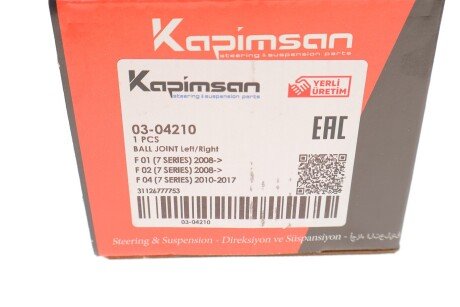 Kapimsan
steering &suspension parts
Kapimsan
steering &suspension parts
YERLİ
ÜRETİM
03-04210
1 PCS
BALL JOINT Left/Right
EAC
F 01 (7 SERIES) 2008->
F 02 (7 SERIES) 2008->
F 04 (7 SERIES) 2010-2017
31126777753
03-04210
Steering & Suspension - Direksiyon ve Süspansiyon -